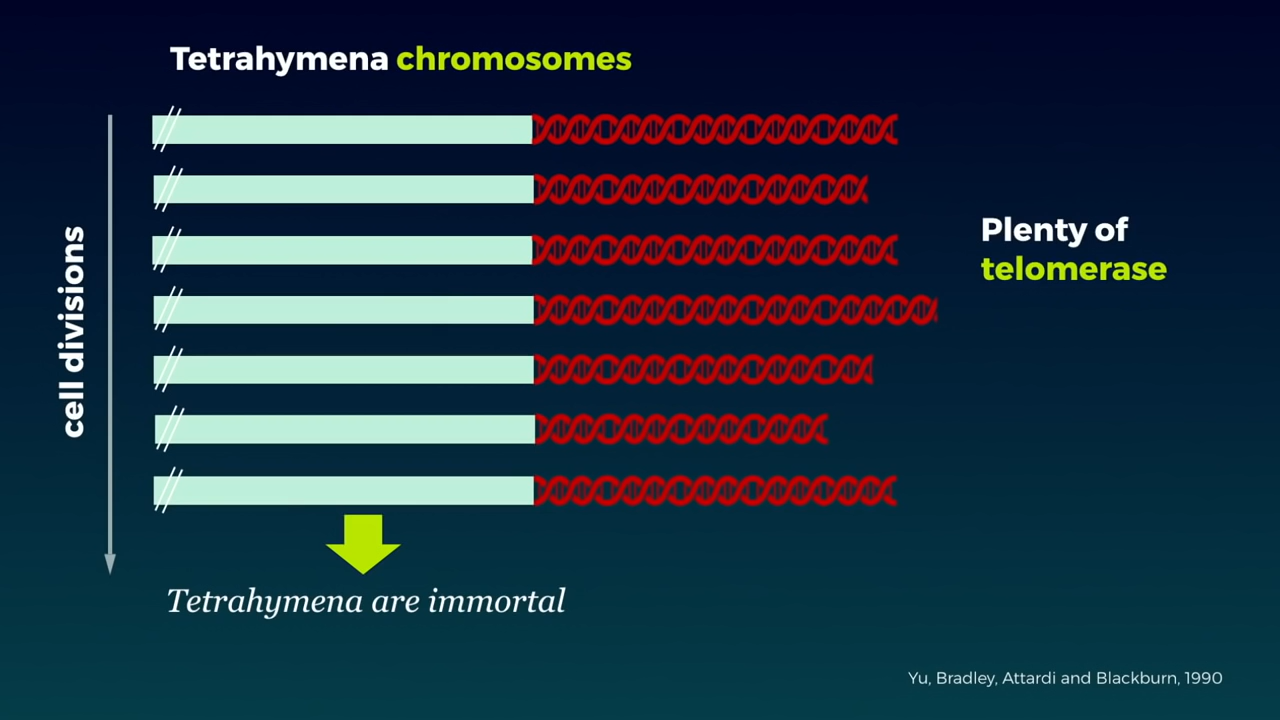 Tetrahymena chromosomes
cell divisions
Plenty of
telomerase
Tetrahymena are immortal
Yu, Bradley, Attardi and Blackburn, 1990